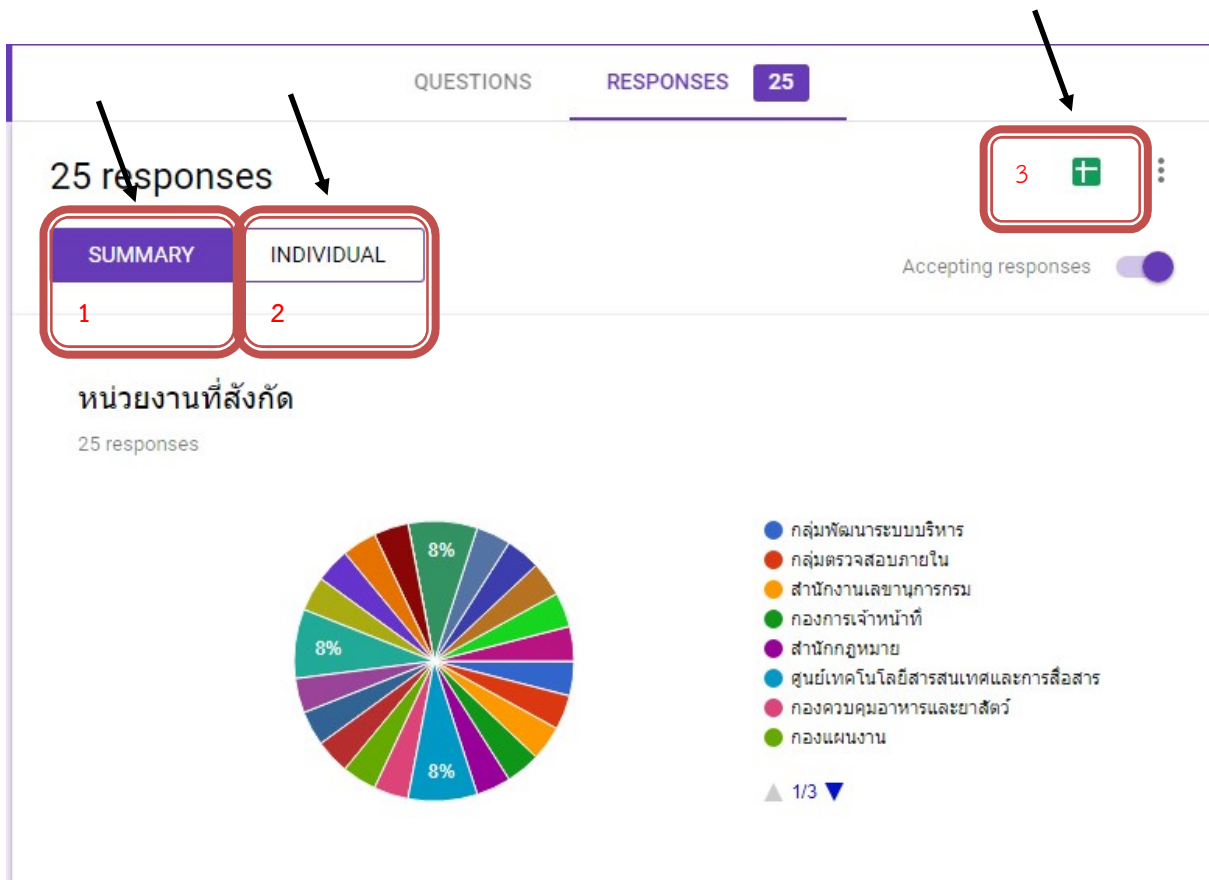 QUESTIONS RESPONSES 25
25 responses
3
SUMMARY INDIVIDUAL
Accepting responses
1 2
หน่วยงานที่สังกัด
25 responses
กลุ่มพัฒนาระบบบริหาร
กลุ่มตรวจสอบภายใน
สำนักงานเลขานุการกรม
กองการเจ้าหน้าที่
สำนักกฎหมาย
ศูนย์เทคโนโลยีสารสนเทศและการสื่อสาร
กองควบคุมอาหารและยาสัตว์
กองแผนงาน
8%
8%
8%
1/3